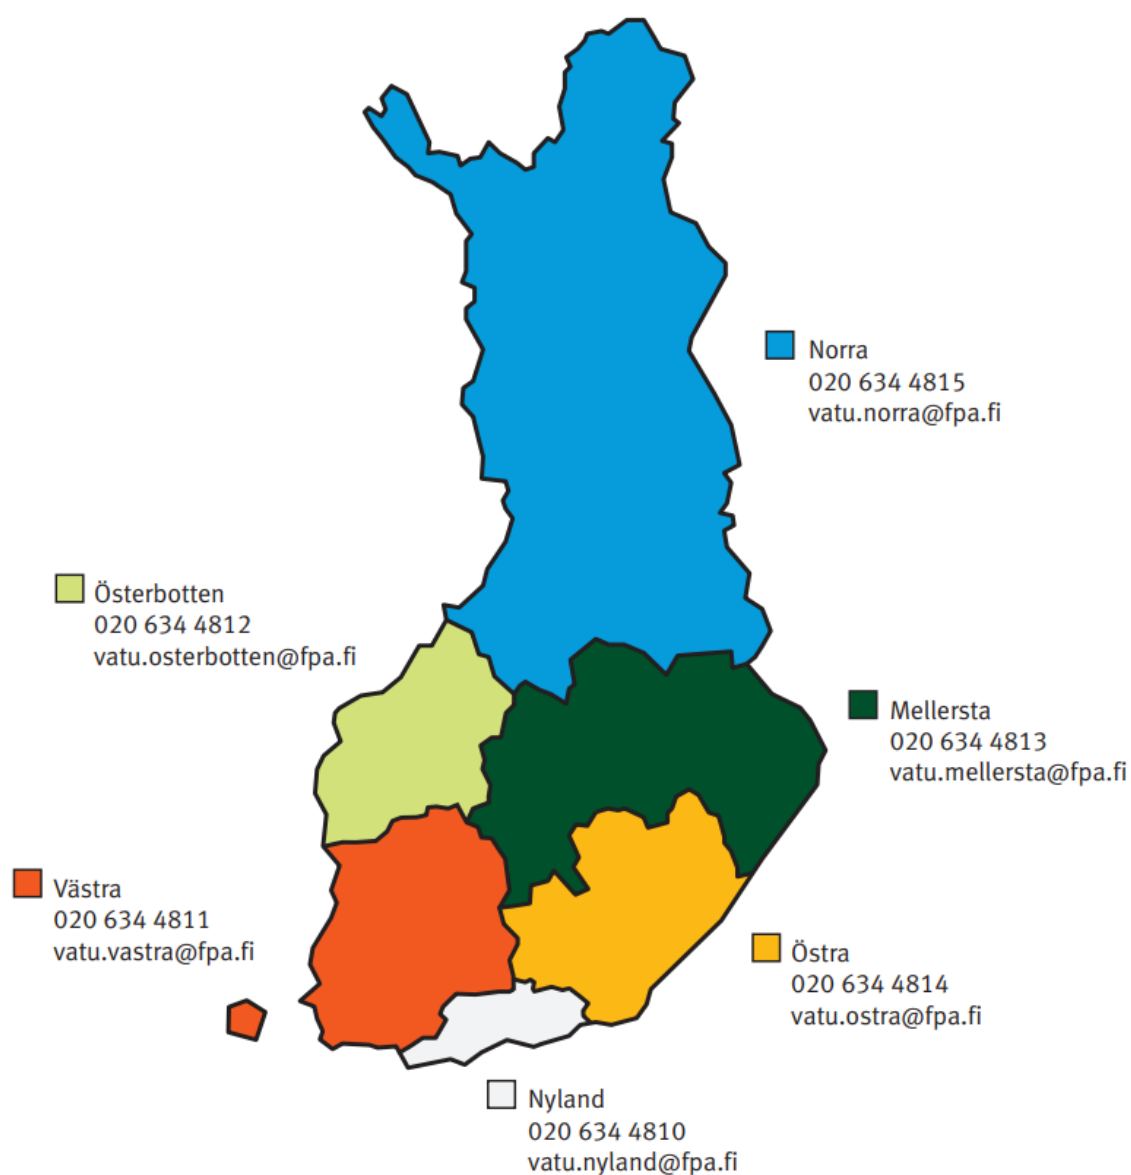 Norra
020 634 4815
vatu.norra@fpa.fi
Österbotten
020 634 4812
vatu.osterbotten@fpa.fi
Mellersta
020 634 4813
vatu.mellersta@fpa.fi
Västra
020 634 4811
vatu.vastra@fpa.fi
Östra
020 634 4814
vatu.ostra@fpa.fi
Nyland
020 634 4810
vatu.nyland@fpa.fi